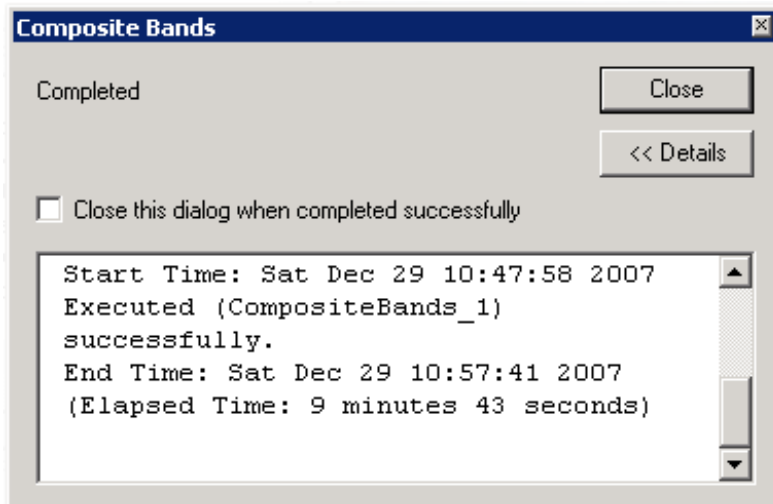 Composite Bands
Completed
Close
<< Details
Close this dialog when completed successfully
Start Time: Sat Dec 29 10:47:58 2007
Executed (CompositeBands_1)
successfully.
End Time: Sat Dec 29 10:57:41 2007
(Elapsed Time: 9 minutes 43 seconds)